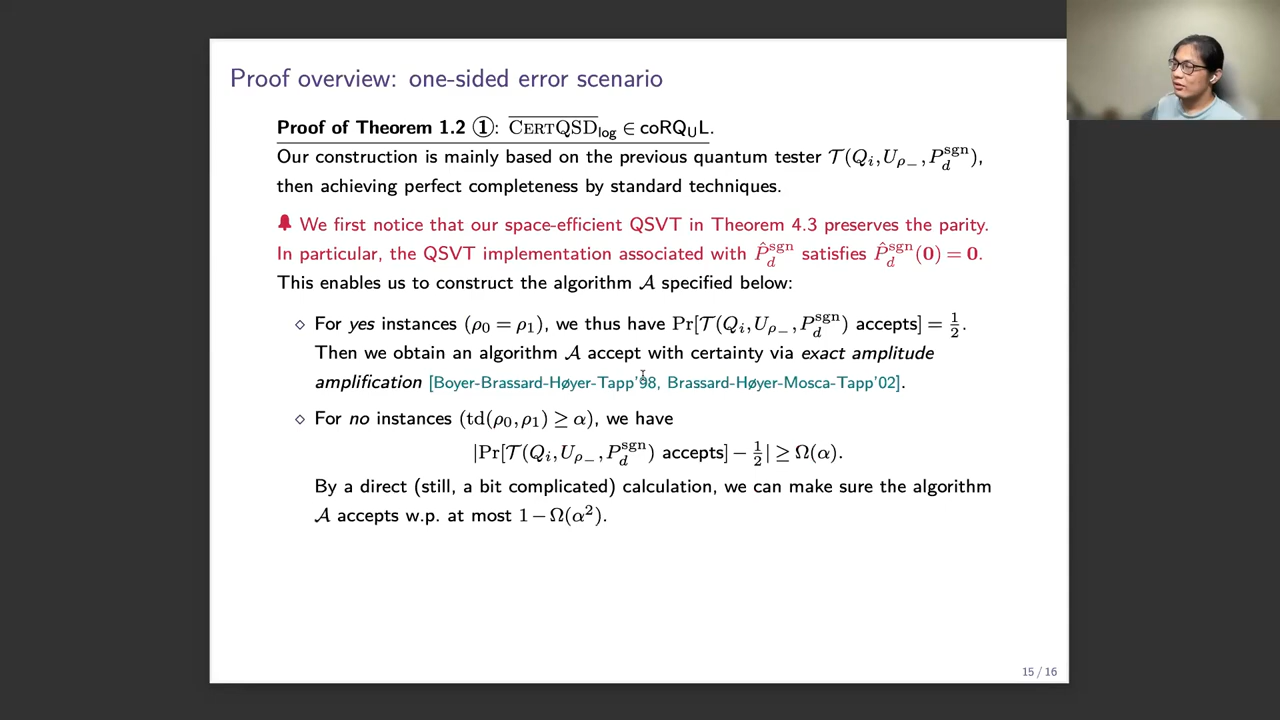 Proof overview: one-sided error scenario
Proof of Theorem 1.2 ①: $\overline{\text{CERTQSD}}_{\text{log}}$ ∈ coRQ$_\text{U}$L.
Our construction is mainly based on the previous quantum tester $\mathcal{T}(Q_i, U_{\rho_-}, P_d^{\text{sgn}})$,
then achieving perfect completeness by standard techniques.
🔔 We first notice that our space-efficient QSVT in Theorem 4.3 preserves the parity.
In particular, the QSVT implementation associated with $\hat{P}_d^{\text{sgn}}$ satisfies $\hat{P}_d^{\text{sgn}}(\mathbf{0}) = \mathbf{0}$.
This enables us to construct the algorithm $\mathcal{A}$ specified below:
⋄ For yes instances ($\rho_0 = \rho_1$), we thus have $\Pr[\mathcal{T}(Q_i, U_{\rho_-}, P_d^{\text{sgn}})$ accepts$] = \frac{1}{2}$.
Then we obtain an algorithm $\mathcal{A}$ accept with certainty via exact amplitude
amplification [Boyer-Brassard-Høyer-Tapp'98, Brassard-Høyer-Mosca-Tapp'02].
⋄ For no instances ($\text{td}(\rho_0, \rho_1) \geq \alpha$), we have
$|\Pr[\mathcal{T}(Q_i, U_{\rho_-}, P_d^{\text{sgn}})$ accepts$] - \frac{1}{2}| \geq \Omega(\alpha)$.
By a direct (still, a bit complicated) calculation, we can make sure the algorithm
$\mathcal{A}$ accepts w.p. at most $1 - \Omega(\alpha^2)$.
15 / 16